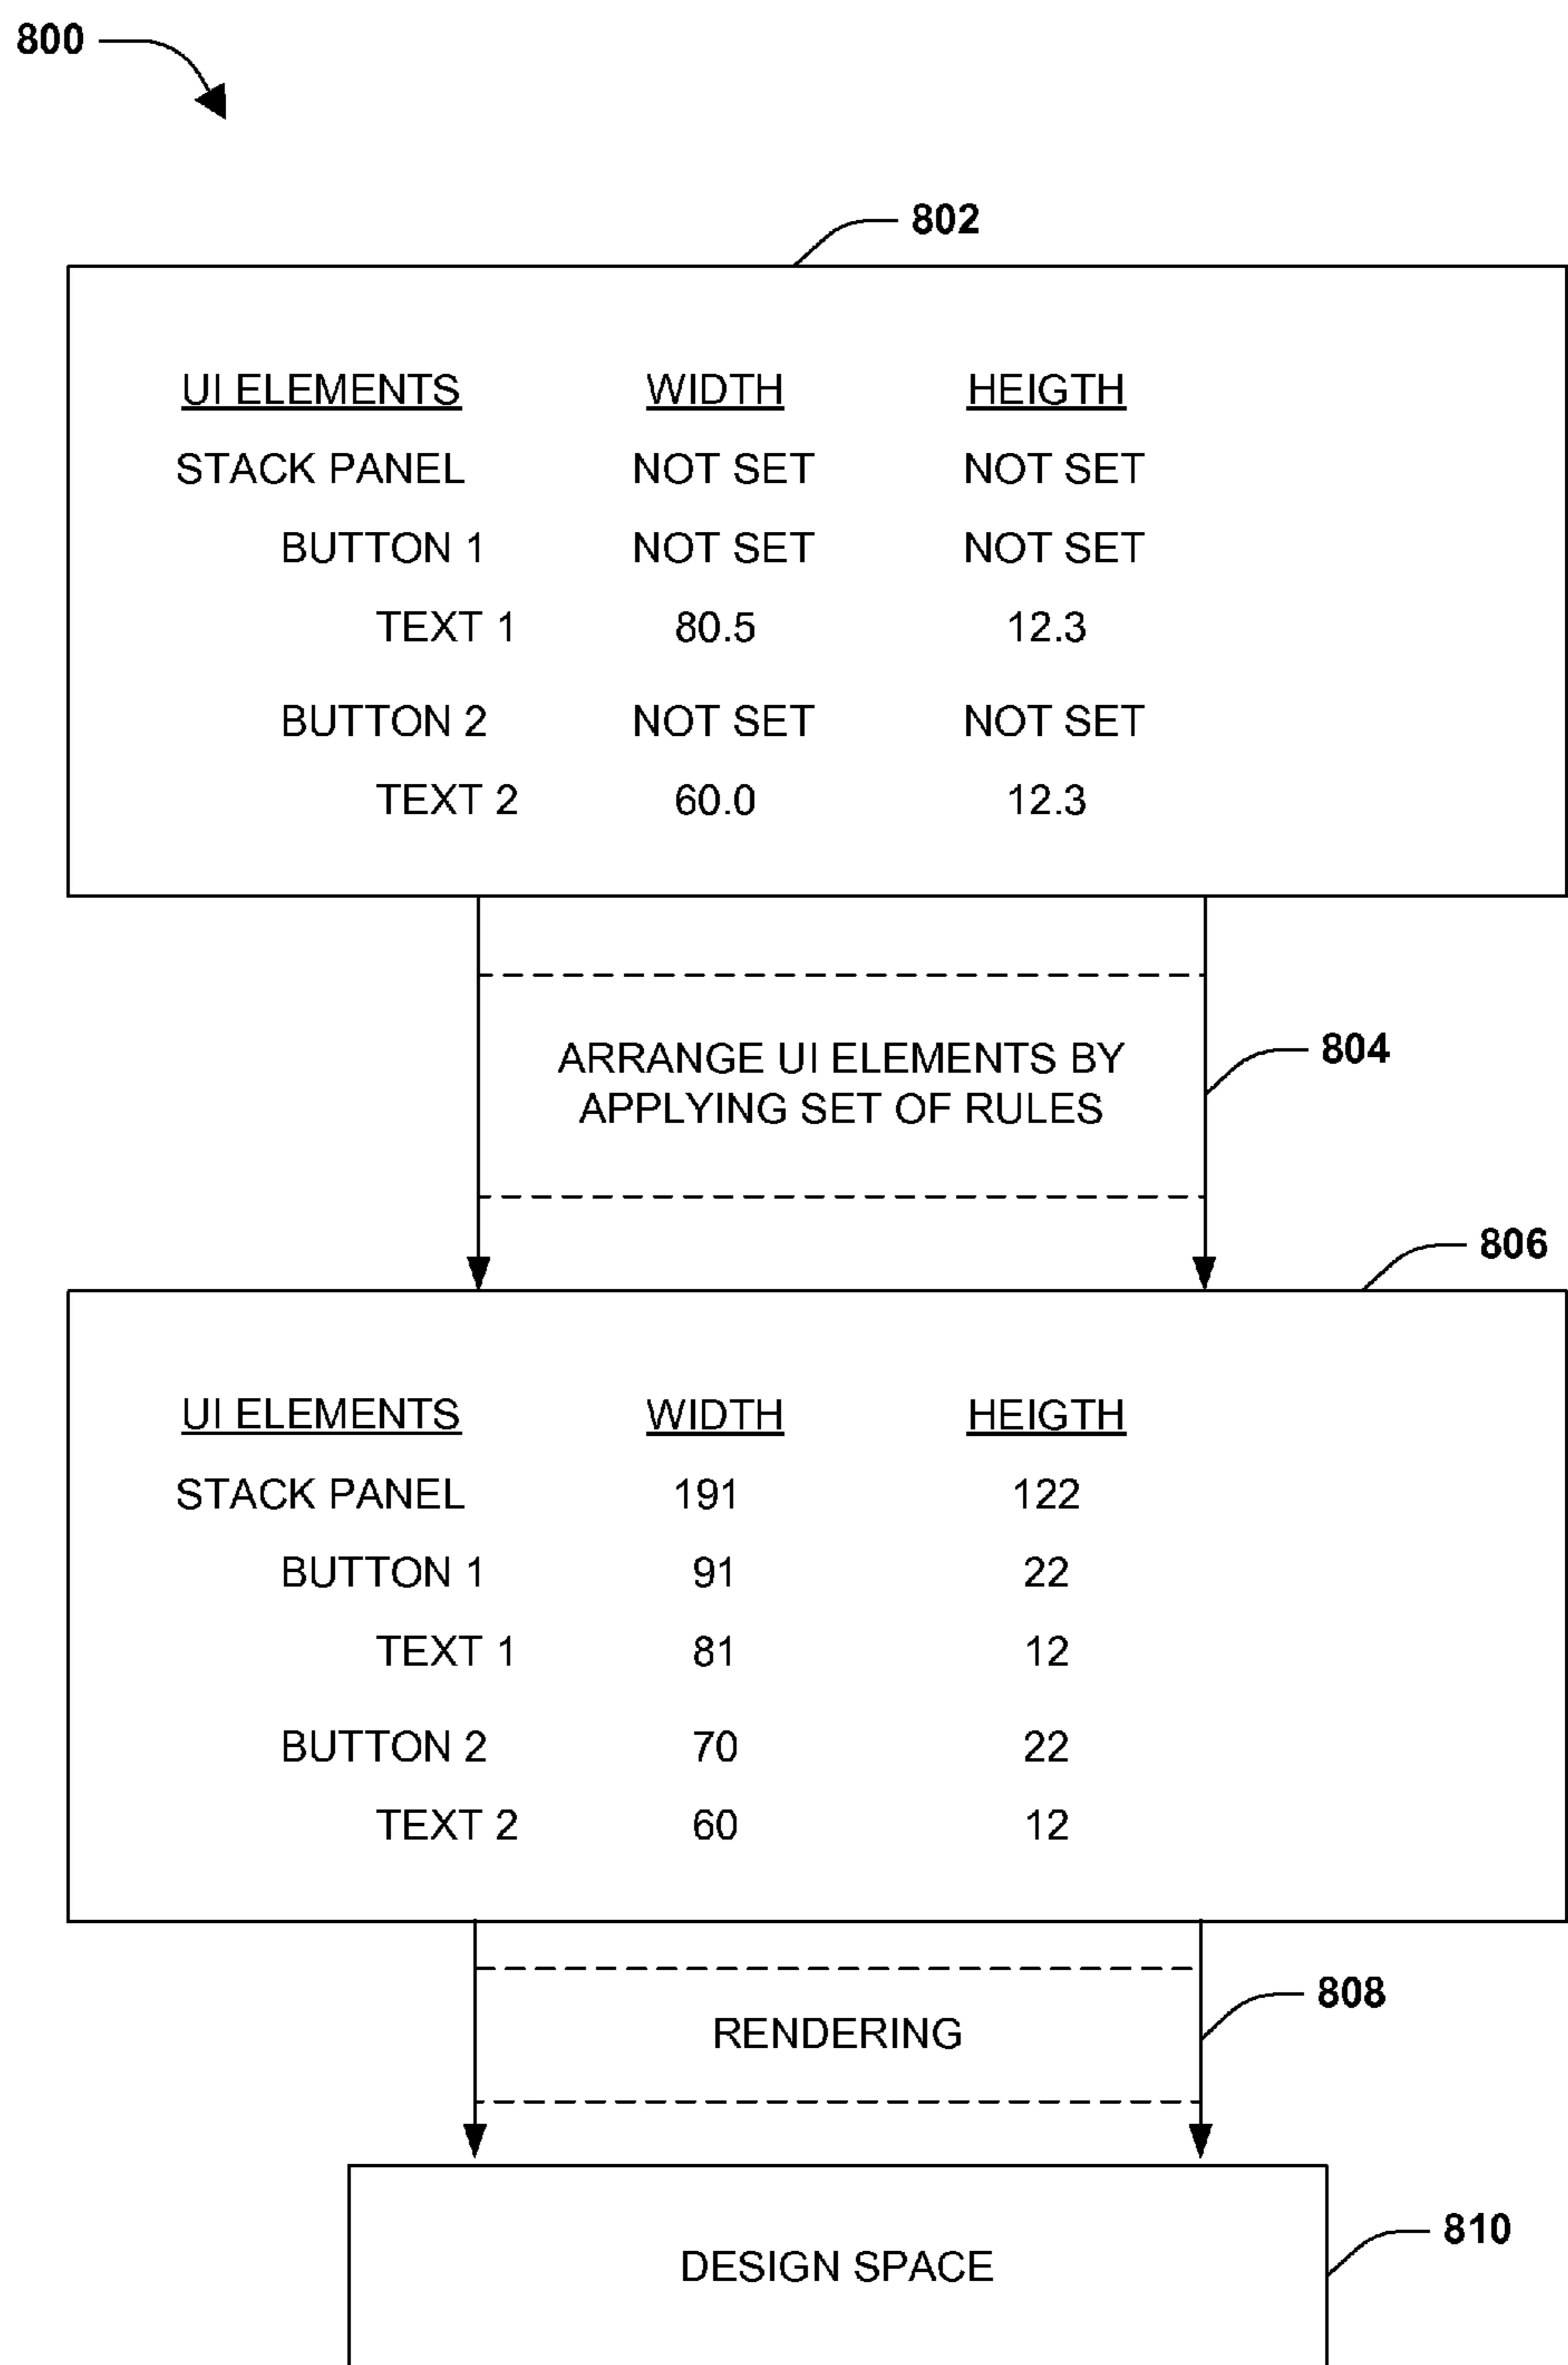 800
802
UI ELEMENTS WIDTH HEIGTH
STACK PANEL NOT SET NOT SET
BUTTON 1 NOT SET NOT SET
TEXT 1 80.5 12.3
BUTTON 2 NOT SET NOT SET
TEXT 2 60.0 12.3
ARRANGE UI ELEMENTS BY
APPLYING SET OF RULES
804
806
UI ELEMENTS WIDTH HEIGTH
STACK PANEL 191 122
BUTTON 1 91 22
TEXT 1 81 12
BUTTON 2 70 22
TEXT 2 60 12
808
RENDERING
810
DESIGN SPACE